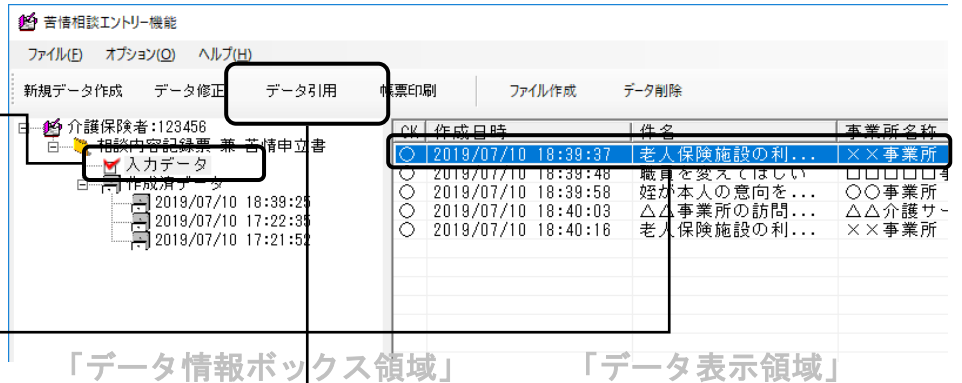 苦情相談エントリー機能
ファイル(F) オプション(O) ヘルプ(H)
新規データ作成 データ修正 データ引用 帳票印刷 ファイル作成 データ削除
介護保険者:123456
相談内容記録票 兼 苦情申立書
入力データ
作成済データ
2019/07/10 18:39:25
2019/07/10 17:22:35
2019/07/10 17:21:52
CK 作成日時 件名 事業所名称
○ 2019/07/10 18:39:37 老人保険施設の利... ××事業所
○ 2019/07/10 18:39:48 職員を変えてほしい 口口口口口事
○ 2019/07/10 18:39:58 姪が本人の意向を... ○○事業所
○ 2019/07/10 18:40:03 △△事業所の訪問... △△介護サー
○ 2019/07/10 18:40:16 老人保険施設の利... ××事業所
「データ情報ボックス領域」 「データ表示領域」